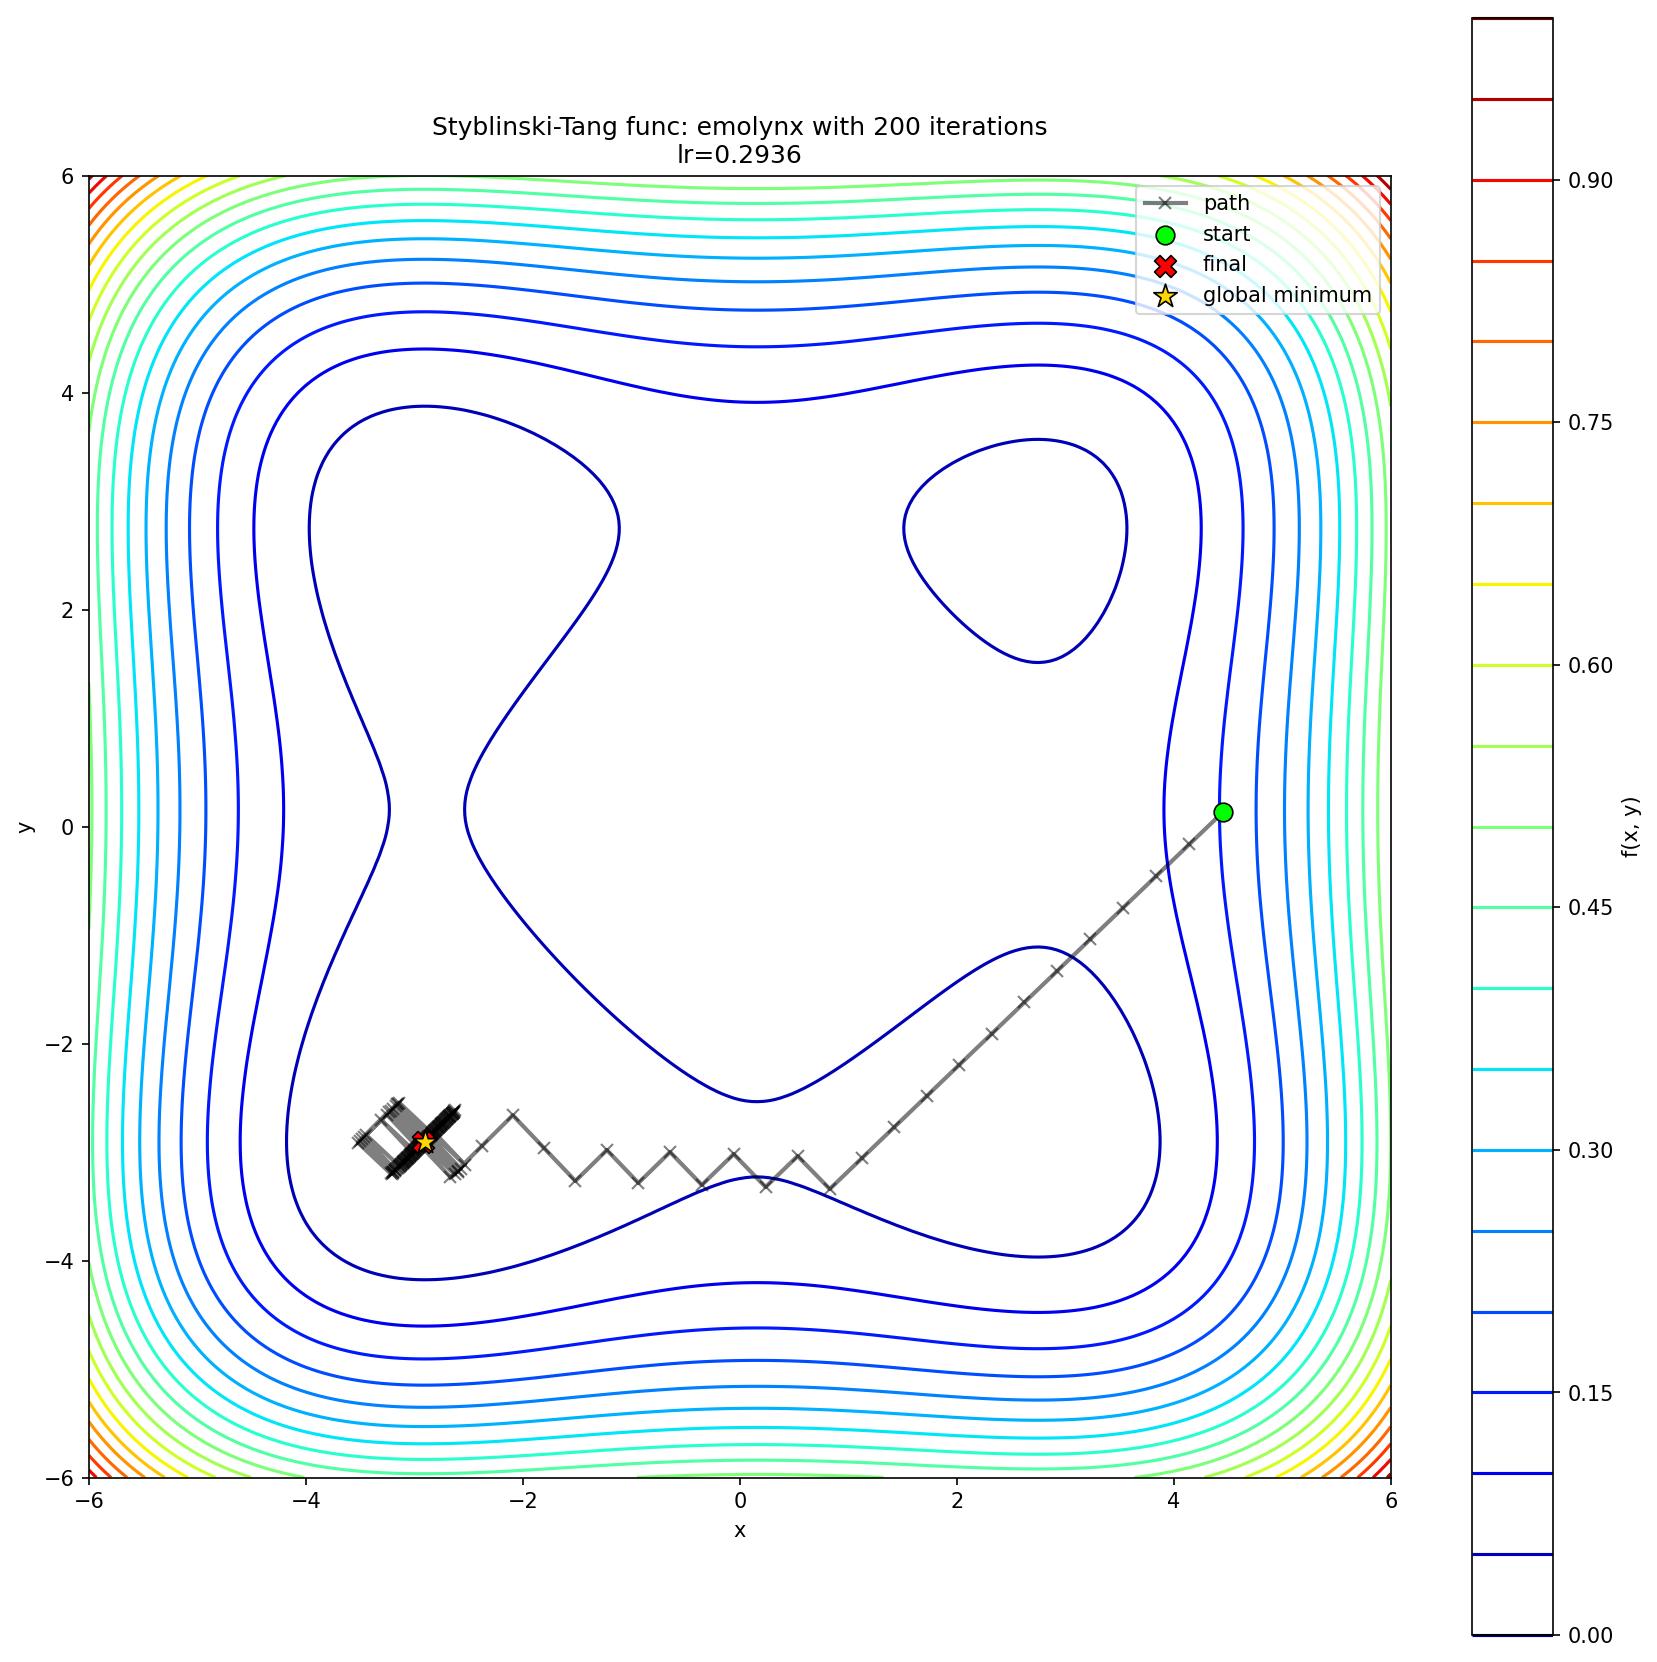 Styblinski-Tang func: emolynx with 200 iterations
lr=0.2936
path
start
final
global minimum
6
4
2
0
−2
−4
−6
y
−6
−4
−2
0
2
4
6
x
0.90
0.75
0.60
0.45
0.30
0.15
0.00
f(x, y)